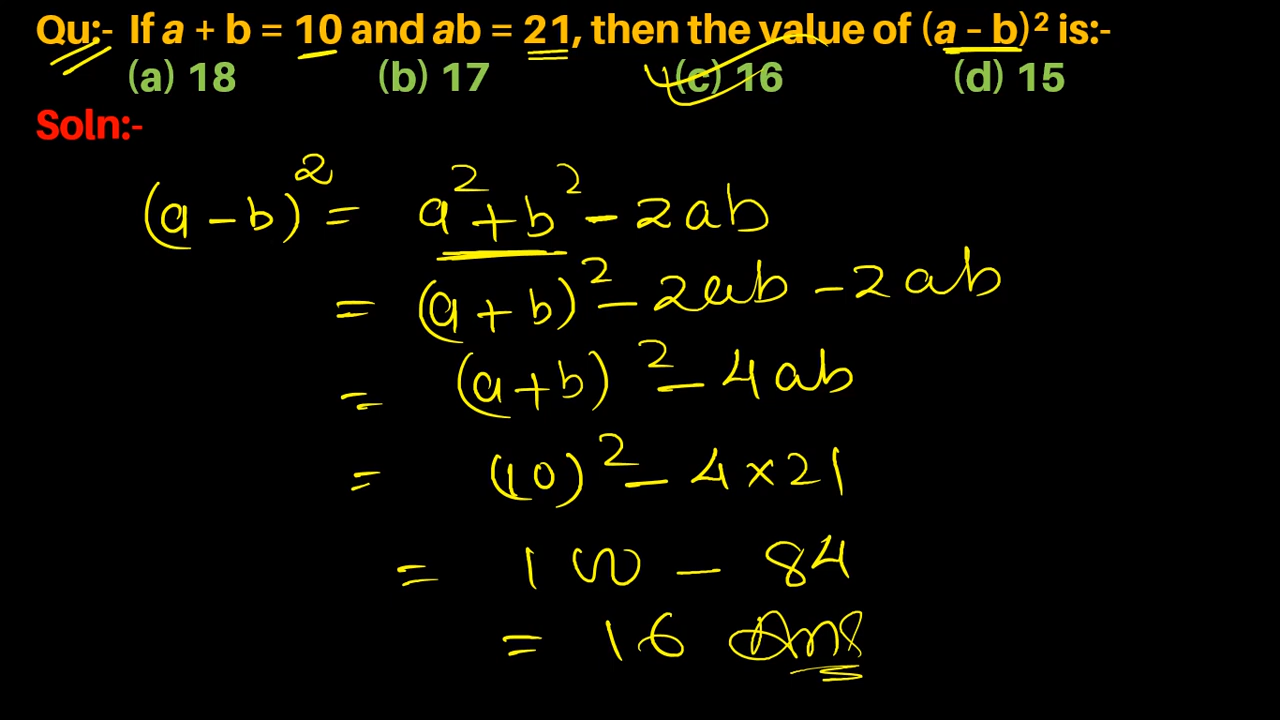 Qu:- If a + b = 10 and ab = 21, then the value of (a – b)² is:-
(a) 18 (b) 17 (c) 16 (d) 15
Soln:-
(a – b)² = a² + b² – 2ab
= (a + b)² – 2ab – 2ab
= (a + b)² – 4ab
= (10)² – 4 × 21
= 100 – 84
= 16 Ans